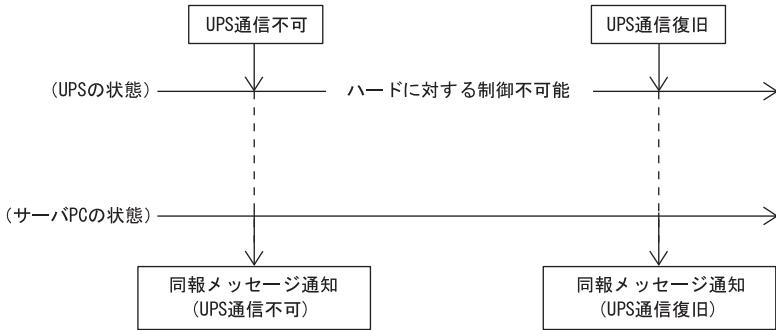 UPS通信不可
UPS通信復旧
(UPSの状態)
ハードに対する制御不可能
(サーバPCの状態)
同報メッセージ通知
(UPS通信不可)
同報メッセージ通知
(UPS通信復旧)